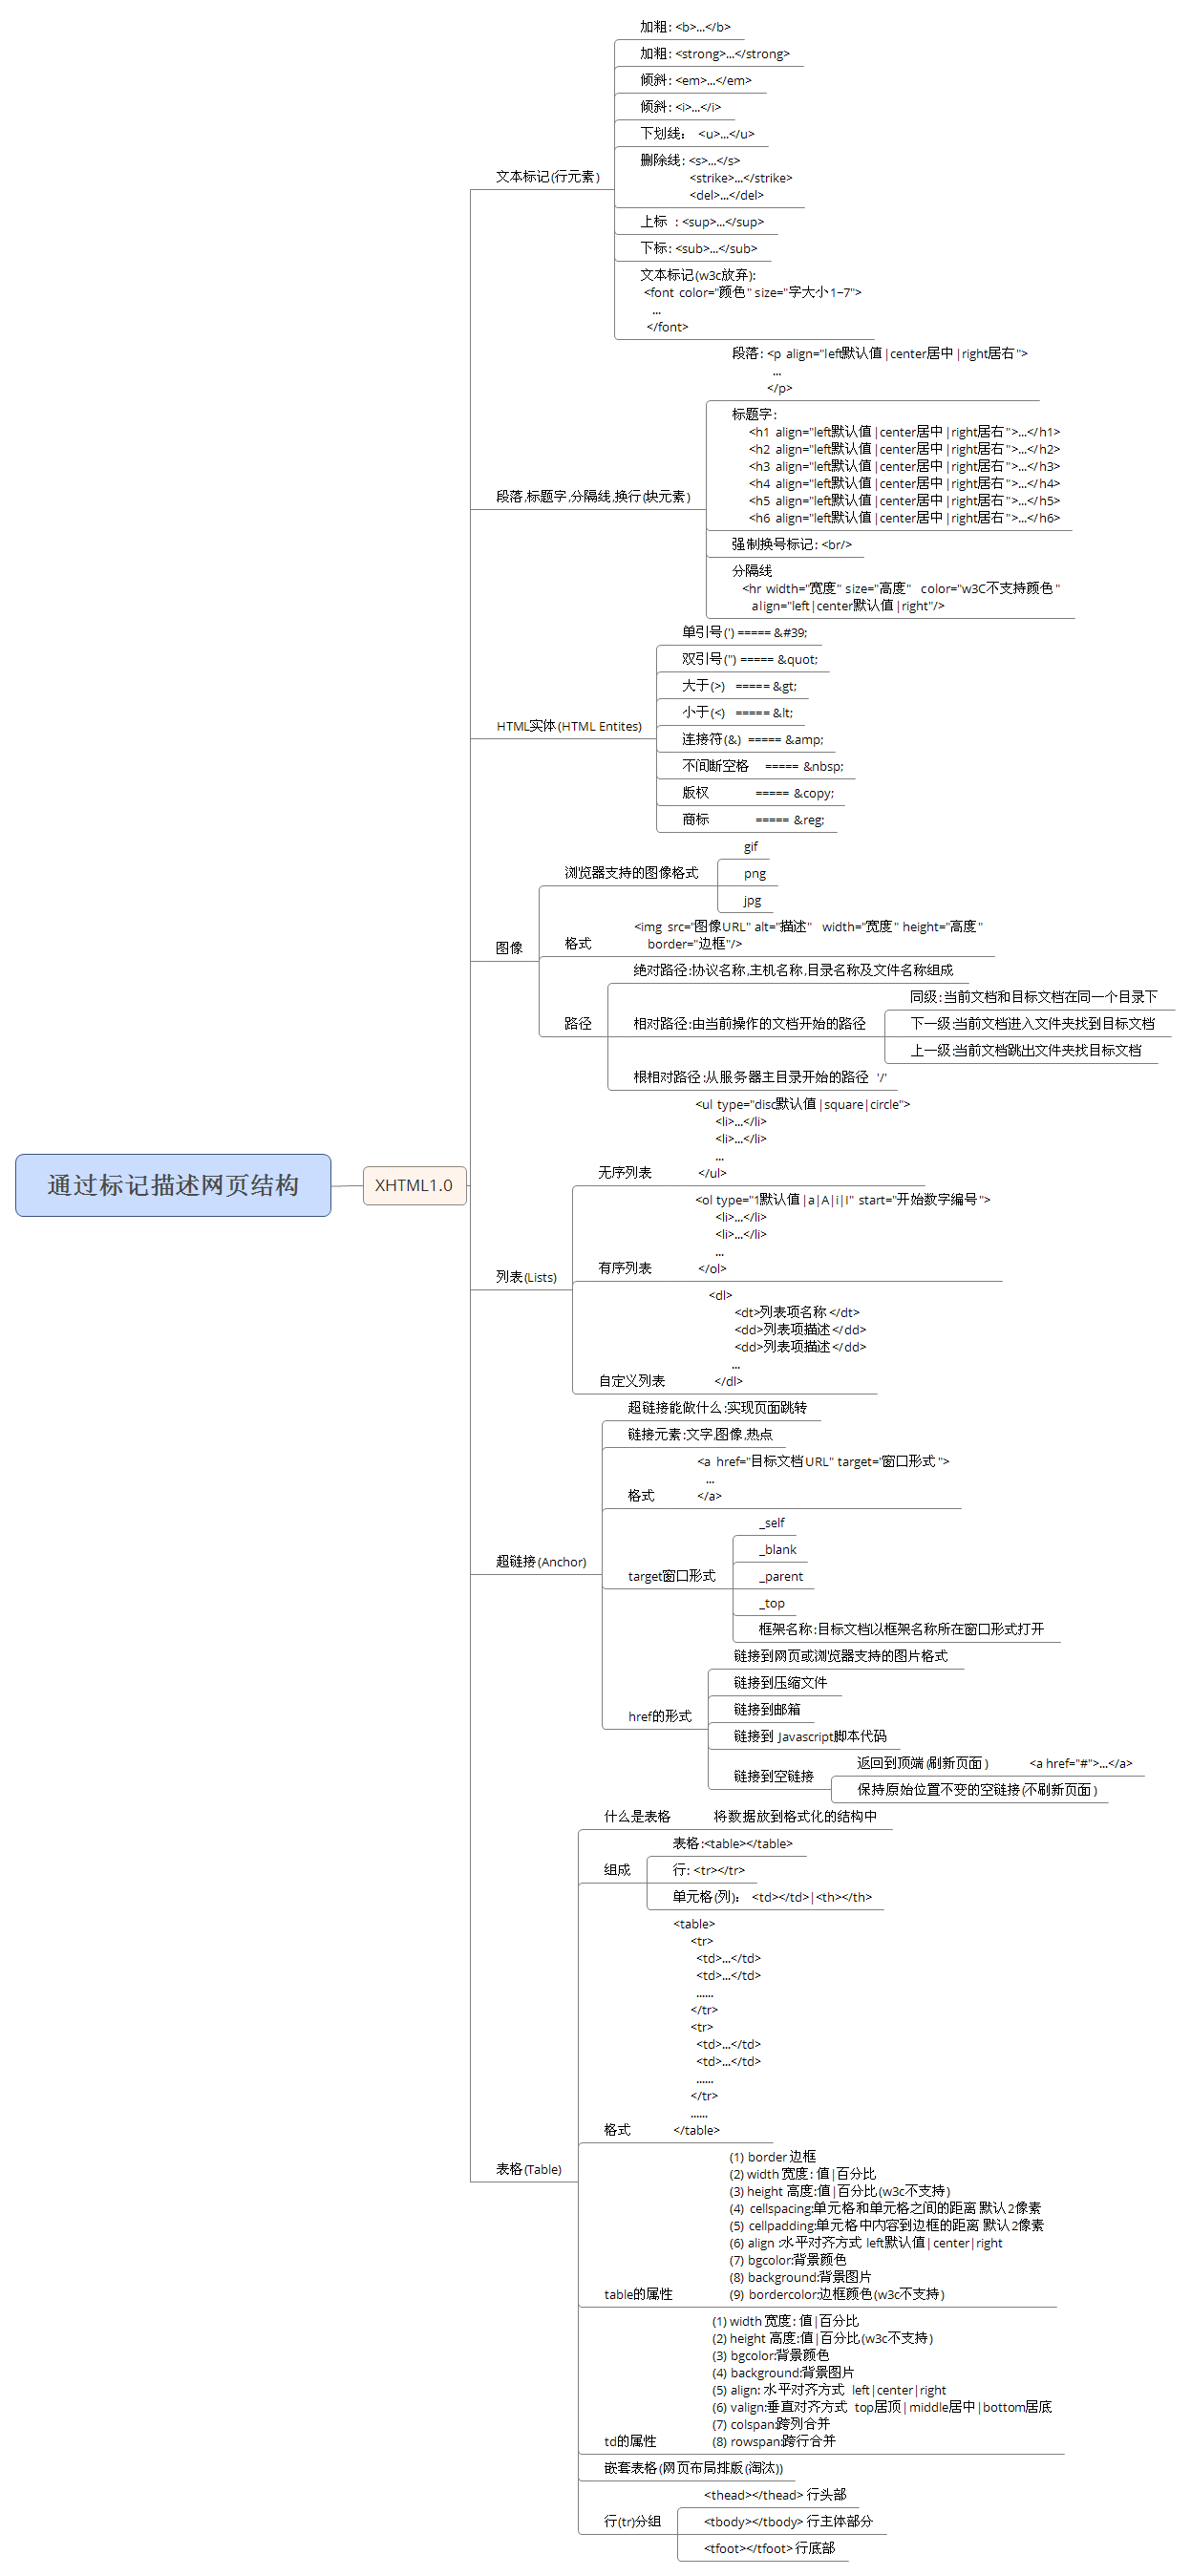 通过标记描述网页结构
XHTML1.0
文本标记(行元素)
加粗: <b>...</b>
加粗: <strong>...</strong>
倾斜: <em>...</em>
倾斜: <i>...</i>
下划线： <u>...</u>
删除线: <s>...</s>
<strike>...</strike>
<del>...</del>
上标 : <sup>...</sup>
下标: <sub>...</sub>
文本标记(w3c放弃):
<font color="颜色" size="字大小1-7">
...
</font>
段落,标题字,分隔线,换行(块元素)
段落: <p align="left默认值|center居中|right居右">
...
</p>
标题字:
<h1 align="left默认值|center居中|right居右">...</h1>
<h2 align="left默认值|center居中|right居右">...</h2>
<h3 align="left默认值|center居中|right居右">...</h3>
<h4 align="left默认值|center居中|right居右">...</h4>
<h5 align="left默认值|center居中|right居右">...</h5>
<h6 align="left默认值|center居中|right居右">...</h6>
强制换号标记: <br/>
分隔线
<hr width="宽度" size="高度" color="w3C不支持颜色"
align="left|center默认值|right"/>
HTML实体(HTML Entites)
单引号(') ===== &#39;
双引号(") ===== &quot;
大于(>) ===== &gt;
小于(<) ===== &lt;
连接符(&) ===== &amp;
不间断空格 ===== &nbsp;
版权 ===== &copy;
商标 ===== &reg;
图像
浏览器支持的图像格式
gif
png
jpg
格式
<img src="图像URL" alt="描述" width="宽度" height="高度"
border="边框"/>
路径
绝对路径:协议名称,主机名称,目录名称及文件名称组成
相对路径:由当前操作的文档开始的路径
同级:当前文档和目标文档在同一个目录下
下一级:当前文档进入文件夹找到目标文档
上一级:当前文档跳出文件夹找目标文档
根相对路径:从服务器主目录开始的路径 '/'
列表(Lists)
无序列表
<ul type="disc默认值|square|circle">
<li>...</li>
<li>...</li>
...
</ul>
有序列表
<ol type="1默认值|a|A|i|I" start="开始数字编号">
<li>...</li>
<li>...</li>
...
</ol>
自定义列表
<dl>
<dt>列表项名称</dt>
<dd>列表项描述</dd>
<dd>列表项描述</dd>
...
</dl>
超链接(Anchor)
超链接能做什么:实现页面跳转
链接元素:文字,图像,热点
格式
<a href="目标文档URL" target="窗口形式">
...
</a>
target窗口形式
_self
_blank
_parent
_top
框架名称:目标文档以框架名称所在窗口形式打开
href的形式
链接到网页或浏览器支持的图片格式
链接到压缩文件
链接到邮箱
链接到 Javascript脚本代码
链接到空链接
返回到顶端(刷新页面) <a href="#">...</a>
保持原始位置不变的空链接(不刷新页面)
表格(Table)
什么是表格
将数据放到格式化的结构中
组成
表格:<table></table>
行: <tr></tr>
单元格(列)： <td></td>|<th></th>
格式
<table>
<tr>
<td>...</td>
<td>...</td>
......
</tr>
<tr>
<td>...</td>
<td>...</td>
......
</tr>
......
</table>
table的属性
(1) border 边框
(2) width 宽度: 值|百分比
(3) height 高度:值|百分比(w3c不支持)
(4) cellspacing:单元格和单元格之间的距离 默认2像素
(5) cellpadding:单元格中内容到边框的距离 默认2像素
(6) align :水平对齐方式 left默认值|center|right
(7) bgcolor:背景颜色
(8) background:背景图片
(9) bordercolor:边框颜色(w3c不支持)
td的属性
(1) width 宽度: 值|百分比
(2) height 高度:值|百分比(w3c不支持)
(3) bgcolor:背景颜色
(4) background:背景图片
(5) align: 水平对齐方式 left|center|right
(6) valign:垂直对齐方式 top居顶|middle居中|bottom居底
(7) colspan:跨列合并
(8) rowspan:跨行合并
嵌套表格(网页布局排版(淘汰))
行(tr)分组
<thead></thead> 行头部
<tbody></tbody> 行主体部分
<tfoot></tfoot> 行底部